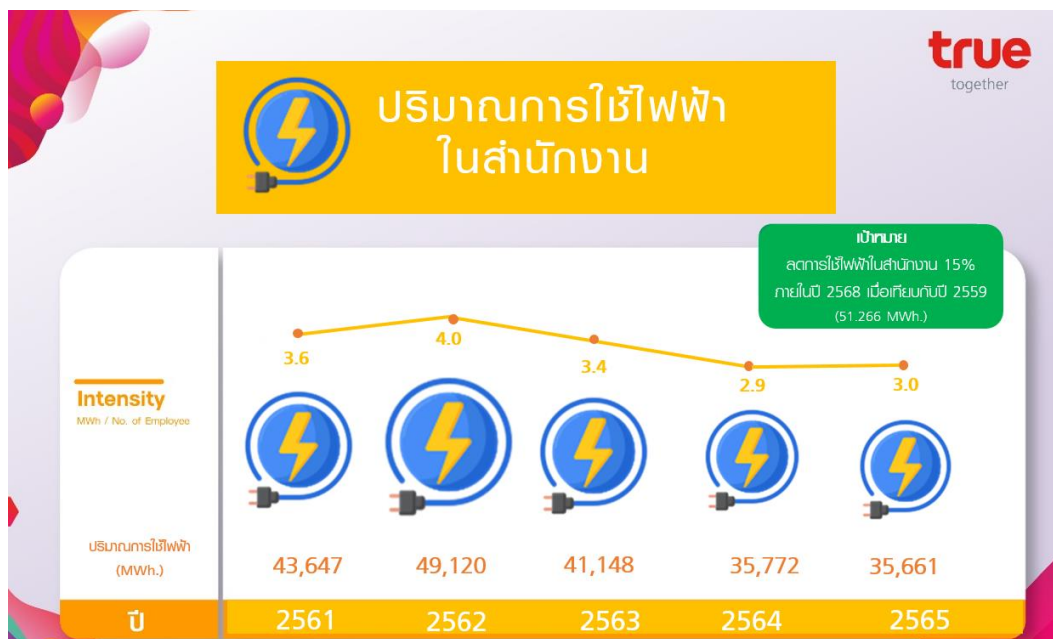 true
together
ปริมาณการใช้ไฟฟ้า
ในสำนักงาน
เป้าหมาย
ลดการใช้ไฟฟ้าในสำนักงาน 15%
ภายในปี 2568 เมื่อเทียบกับปี 2559
(51.266 MWh.)
3.6
4.0
3.4
2.9
3.0
Intensity
MWh / No. of Employee
ปริมาณการใช้ไฟฟ้า
(MWh.)
43,647 49,120 41,148 35,772 35,661
ปี 2561 2562 2563 2564 2565